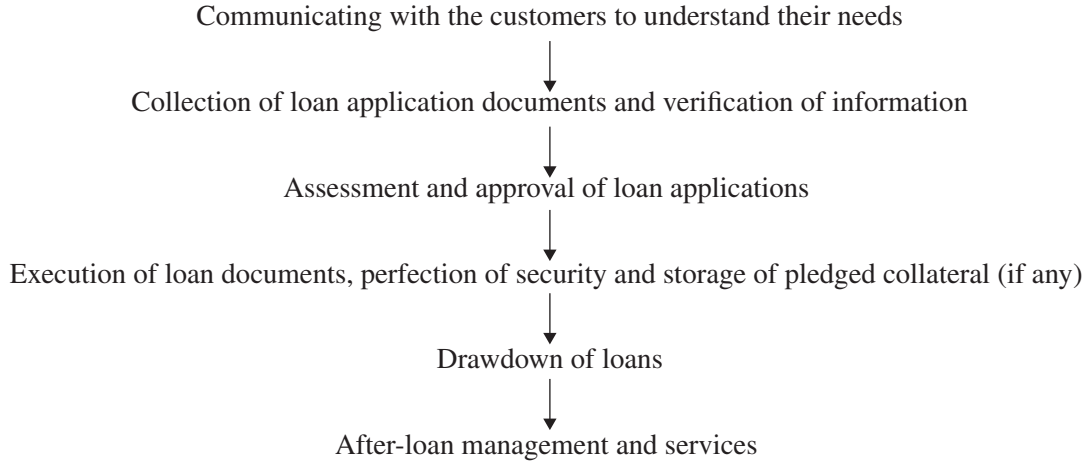 Communicating with the customers to understand their needs
Collection of loan application documents and verification of information
Assessment and approval of loan applications
Execution of loan documents, perfection of security and storage of pledged collateral (if any)
Drawdown of loans
After-loan management and services